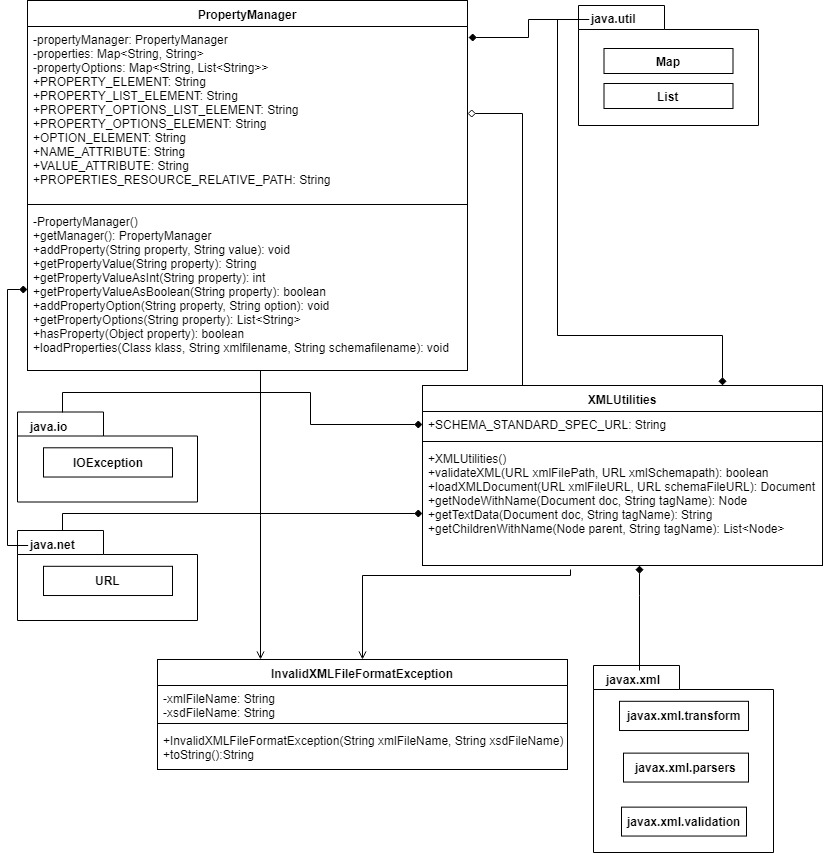 PropertyManager
-propertyManager: PropertyManager
-properties: Map<String, String>
-propertyOptions: Map<String, List<String>>
+PROPERTY_ELEMENT: String
+PROPERTY_LIST_ELEMENT: String
+PROPERTY_OPTIONS_LIST_ELEMENT: String
+PROPERTY_OPTIONS_ELEMENT: String
+OPTION_ELEMENT: String
+NAME_ATTRIBUTE: String
+VALUE_ATTRIBUTE: String
+PROPERTIES_RESOURCE_RELATIVE_PATH: String
-PropertyManager()
+getManager(): PropertyManager
+addProperty(String property, String value): void
+getPropertyValue(String property): String
+getPropertyValueAsInt(String property): int
+getPropertyValueAsBoolean(String property): boolean
+addPropertyOption(String property, String option): void
+getPropertyOptions(String property): List<String>
+hasProperty(Object property): boolean
+loadProperties(Class klass, String xmlfilename, String schemafilename): void
java.util
Map
List
XMLUtilities
+SCHEMA_STANDARD_SPEC_URL: String
+XMLUtilities()
+validateXML(URL xmlFilePath, URL xmlSchemapath): boolean
+loadXMLDocument(URL xmlFileURL, URL schemaFileURL): Document
+getNodeWithName(Document doc, String tagName): Node
+getTextData(Document doc, String tagName): String
+getChildrenWithName(Node parent, String tagName): List<Node>
java.io
IOException
java.net
URL
InvalidXMLFileFormatException
-xmlFileName: String
-xsdFileName: String
+InvalidXMLFileFormatException(String xmlFileName, String xsdFileName)
+toString():String
javax.xml
javax.xml.transform
javax.xml.parsers
javax.xml.validation